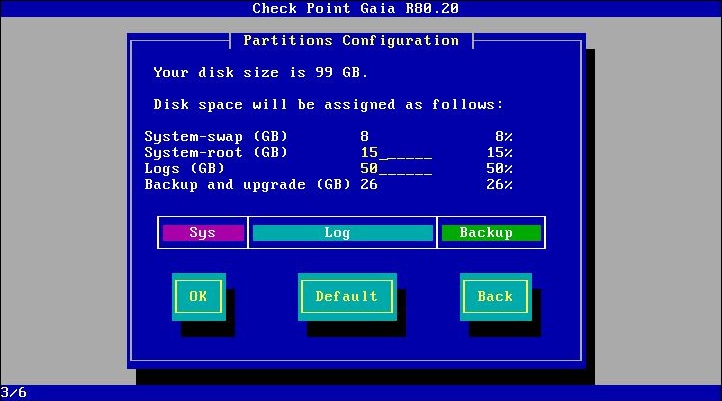 Check Point Gaia R80.20
Partitions Configuration
Your disk size is 99 GB.
Disk space will be assigned as follows:
System-swap (GB) 8 8%
System-root (GB) 15_______ 15%
Logs (GB) 50______ 50%
Backup and upgrade (GB) 26 26%
Sys Log Backup
OK Default Back
3/6